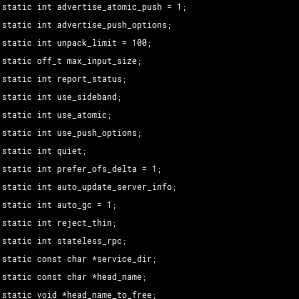 static int advertise_atomic_push = 1;
static int advertise_push_options;
static int unpack_limit = 100;
static off_t max_input_size;
static int report_status;
static int use_sideband;
static int use_atomic;
static int use_push_options;
static int quiet;
static int prefer_ofs_delta = 1;
static int auto_update_server_info;
static int auto_gc = 1;
static int reject_thin;
static int stateless_rpc;
static const char *service_dir;
static const char *head_name;
static void *head_name_to_free;